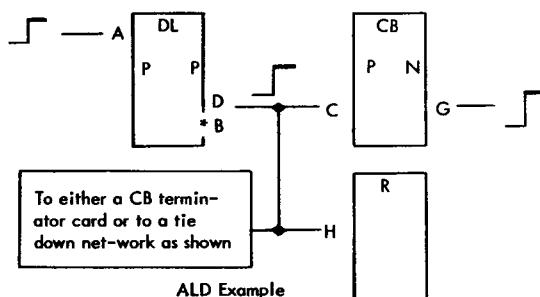 DL
CB
A
P P
P N
D
* B
C
G
To either a CB termin-
ator card or to a tie
down net-work as shown
R
H
ALD Example